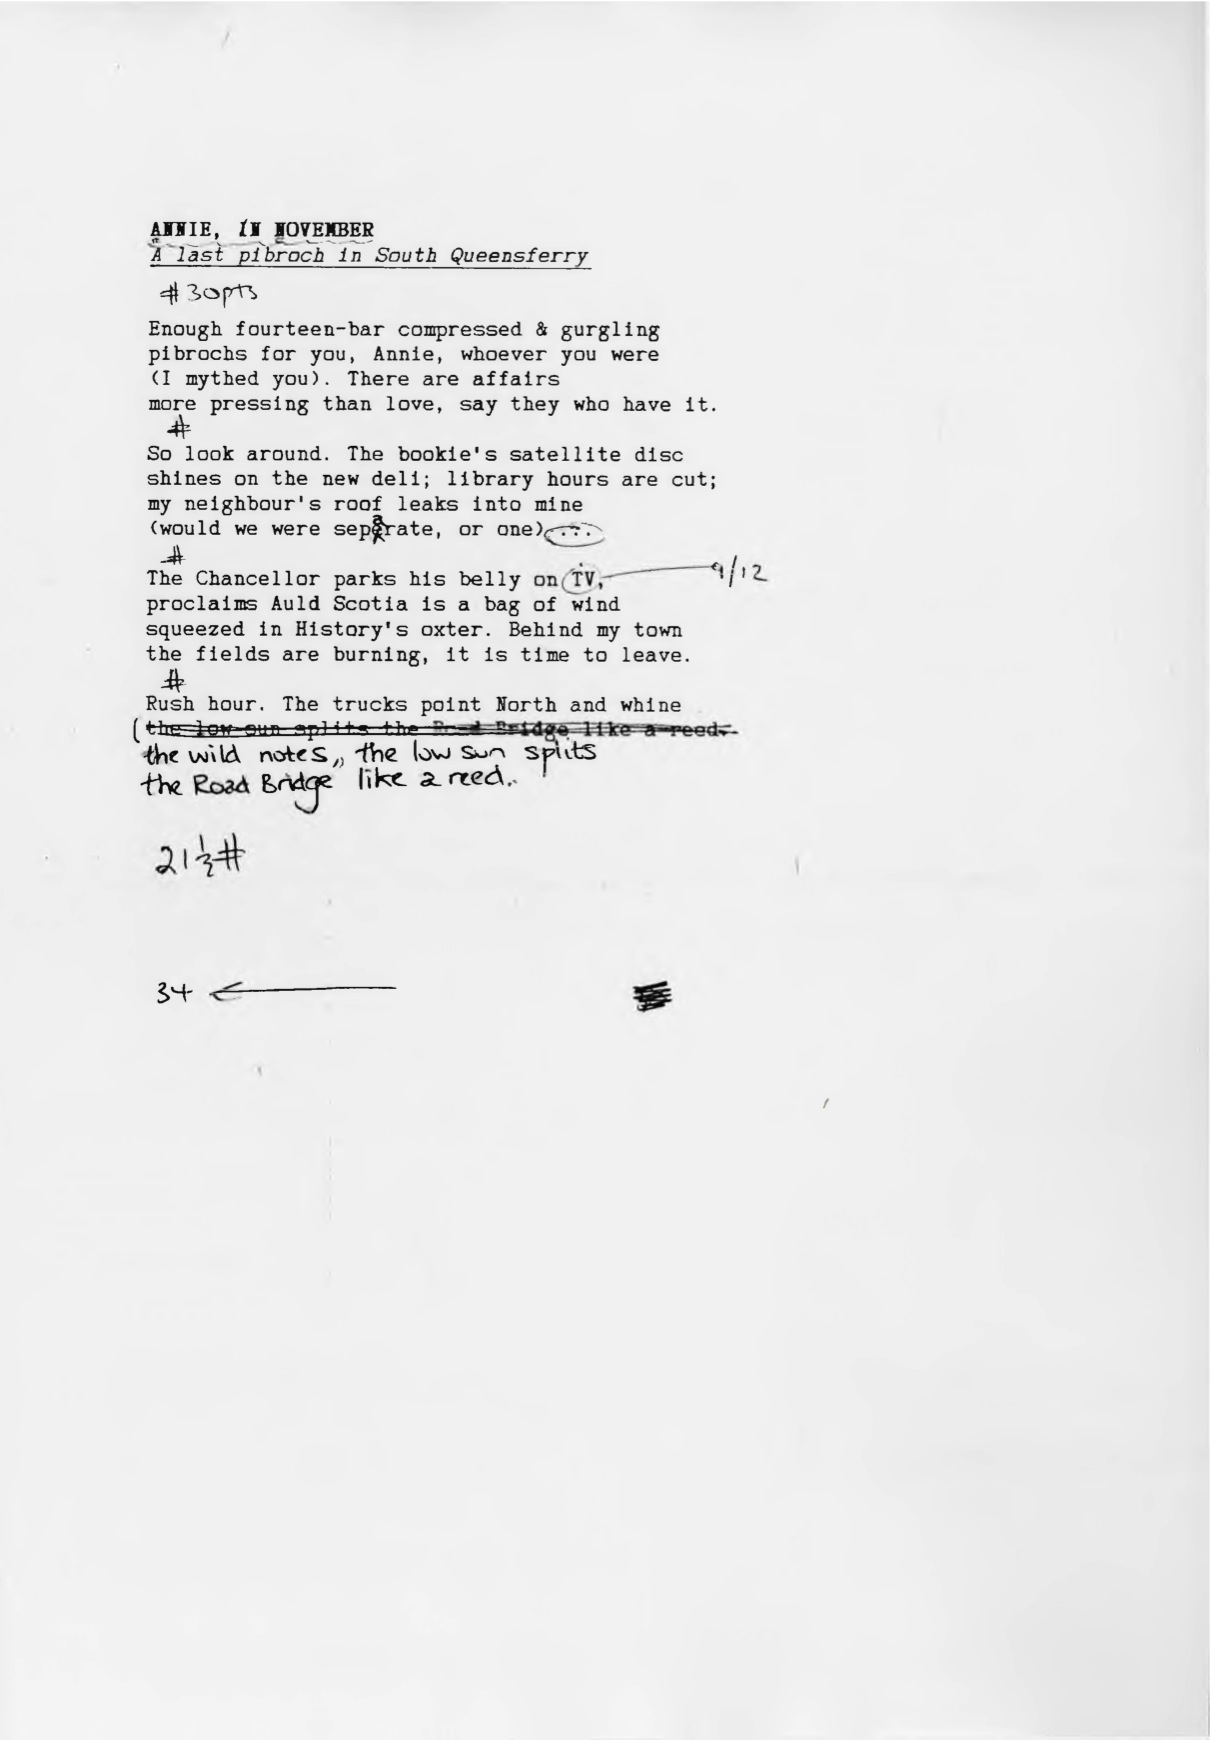 ANNIE, IN NOVEMBER
A last pibroch in South Queensferry
# 30pts
Enough fourteen-bar compressed & gurgling
pibrochs for you, Annie, whoever you were
(I mythed you). There are affairs
more pressing than love, say they who have it.
#
So look around. The bookie's satellite disc
shines on the new deli; library hours are cut;
my neighbour's roof leaks into mine
(would we were separate, or one)...
#
The Chancellor parks his belly on TV, 9/12
proclaims Auld Scotia is a bag of wind
squeezed in History's oxter. Behind my town
the fields are burning, it is time to leave.
#
Rush hour. The trucks point North and whine
(the low sun splits the Road Bridge like a reed.
the wild notes,, the low sun splits
the Road Bridge like a reed.
21½#
34